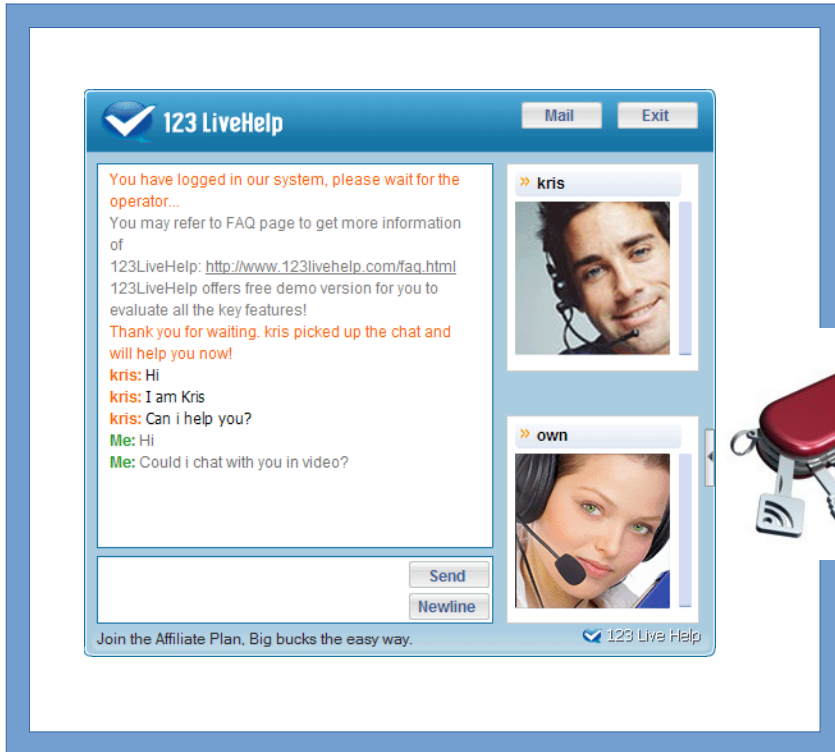 123 LiveHelp
Mail
Exit
You have logged in our system, please wait for the
operator...
You may refer to FAQ page to get more information
of
123LiveHelp: http://www.123livehelp.com/faq.html
123LiveHelp offers free demo version for you to
evaluate all the key features!
Thank you for waiting. kris picked up the chat and
will help you now!
kris: Hi
kris: I am Kris
kris: Can i help you?
Me: Hi
Me: Could i chat with you in video?
» kris
» own
Send
Newline
Join the Affiliate Plan, Big bucks the easy way.
123 Live Help